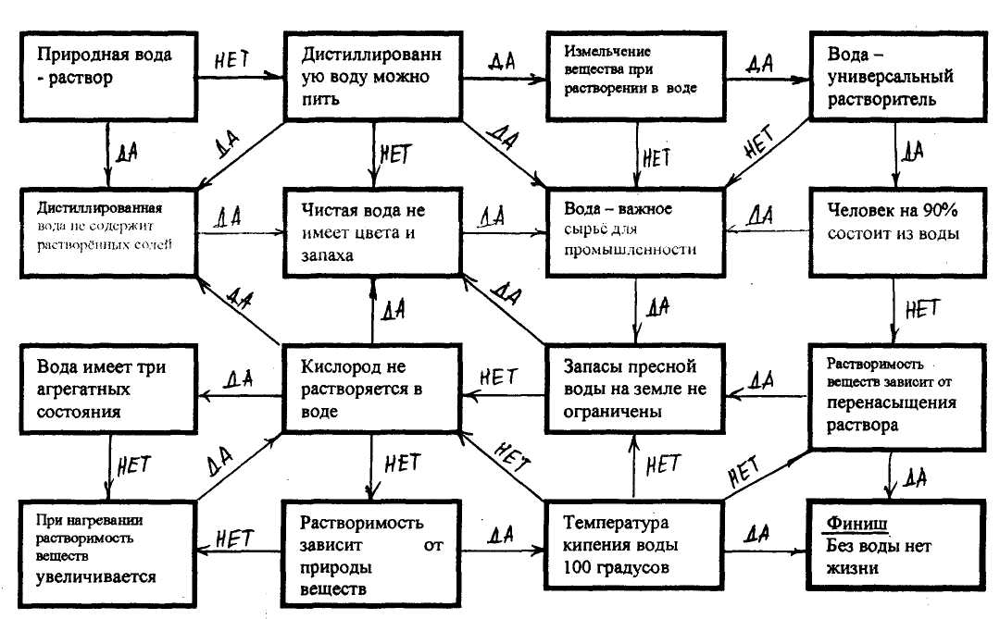 Природная вода
- раствор
НЕТ
Дистиллированн
ую воду можно
пить
ДА
Измельчение
вещества при
растворении в воде
ДА
Вода –
универсальный
растворитель
ДА
ДА
НЕТ
ДА
НЕТ
НЕТ
ДА
Дистиллированная
вода не содержит
растворённых солей
ДА
Чистая вода не
имеет цвета и
запаха
ДА
Вода – важное
сырьё для
промышленности
ДА
Человек на 90%
состоит из воды
ДА
ДА
ДА
ДА
НЕТ
Вода имеет три
агрегатных
состояния
ДА
Кислород не
растворяется в
воде
НЕТ
Запасы пресной
воды на земле не
ограничены
ДА
Растворимость
веществ зависит от
перенасыщения
раствора
НЕТ
ДА
НЕТ
НЕТ
НЕТ
НЕТ
ДА
При нагревании
растворимость
веществ
увеличивается
НЕТ
Растворимость
зависит от
природы
веществ
ДА
Температура
кипения воды
100 градусов
ДА
Финиш
Без воды нет
жизни